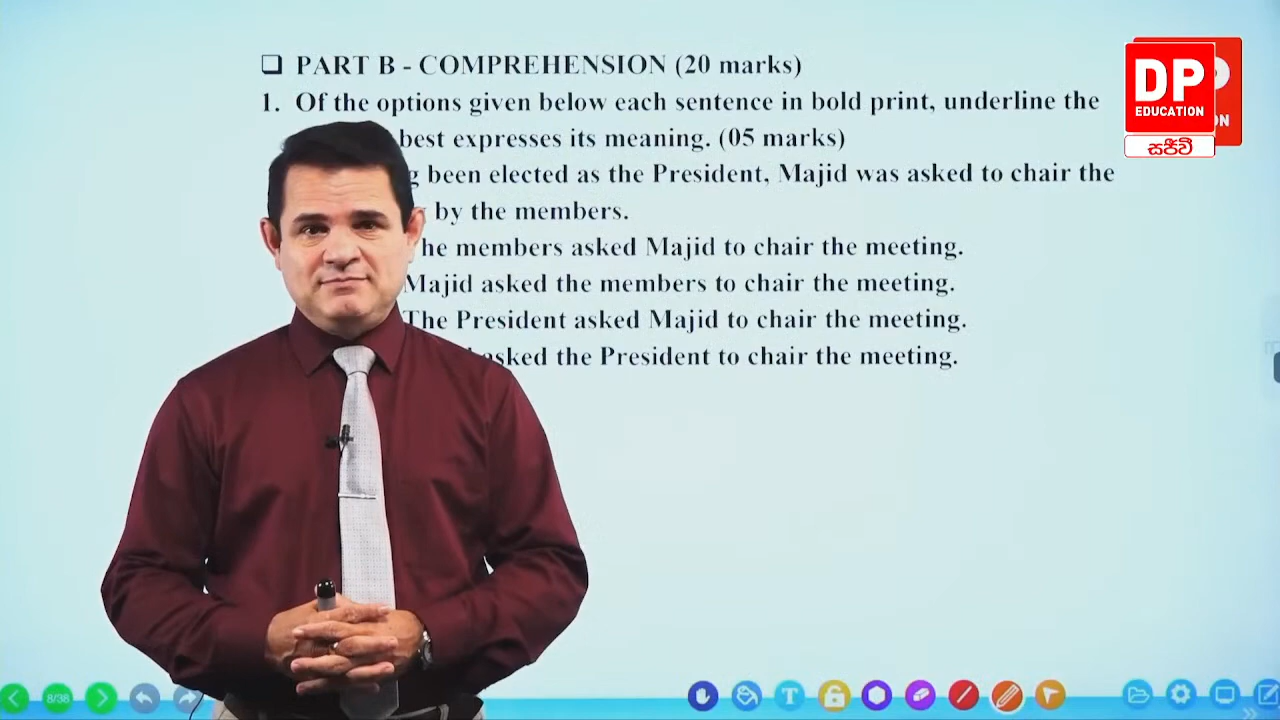 ❑ PART B - COMPREHENSION (20 marks)
1. Of the options given below each sentence in bold print, underline the
best expresses its meaning. (05 marks)
been elected as the President, Majid was asked to chair the
by the members.
members asked Majid to chair the meeting.
Majid asked the members to chair the meeting.
The President asked Majid to chair the meeting.
asked the President to chair the meeting.
DP
EDUCATION
සජීවී
8/38